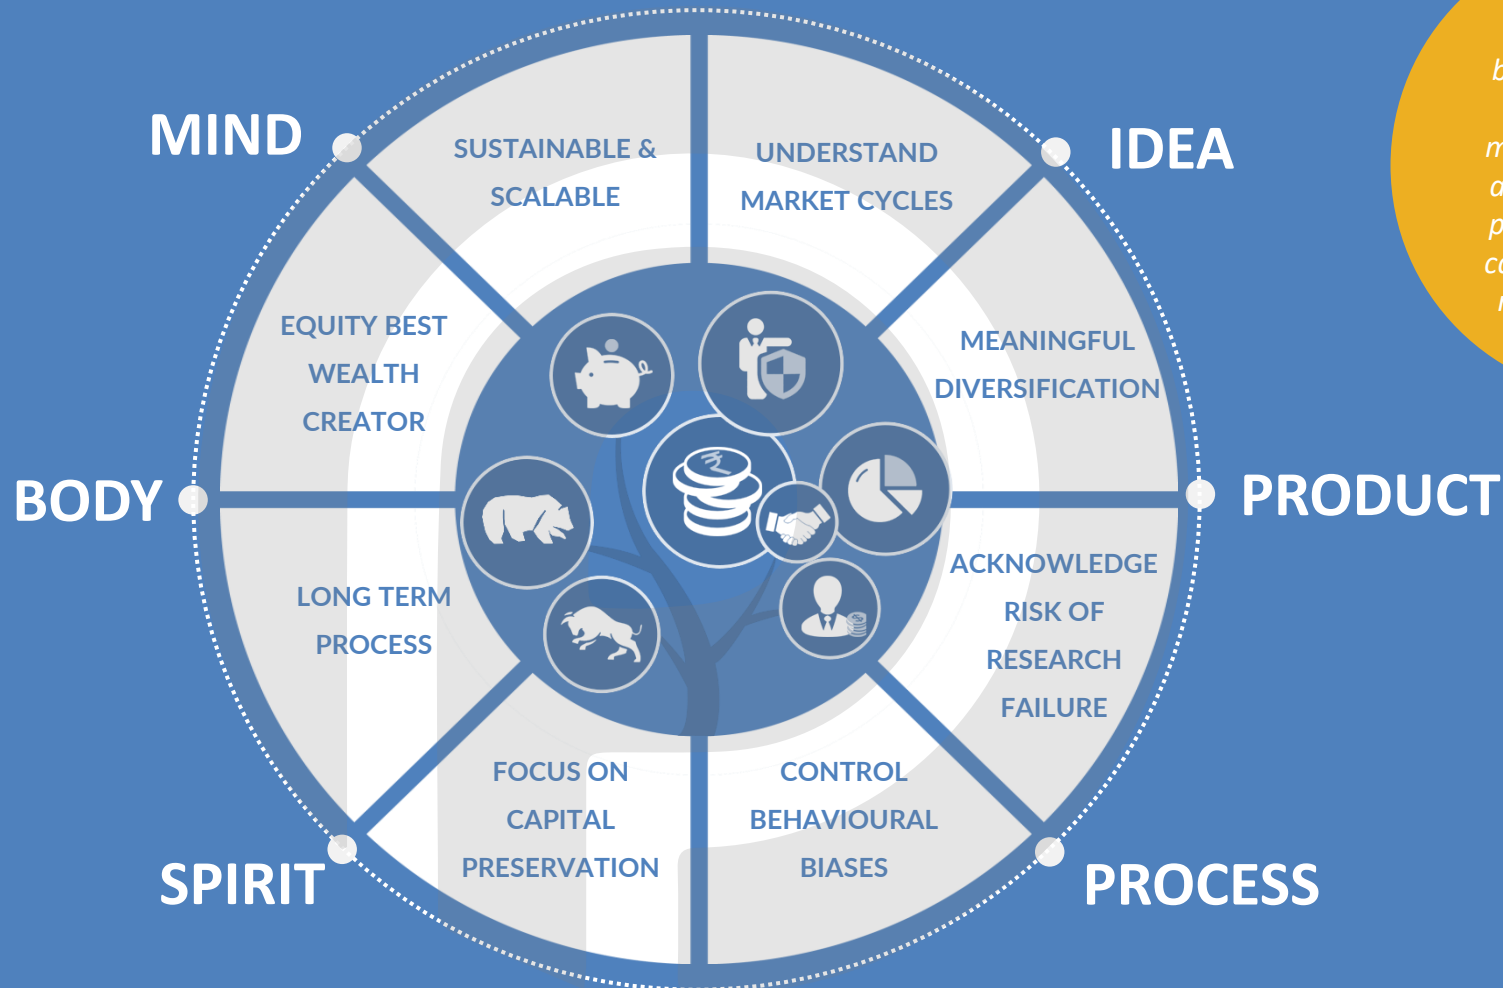 MIND
IDEA
SUSTAINABLE &
SCALABLE
UNDERSTAND
MARKET CYCLES
EQUITY BEST
WEALTH
CREATOR
MEANINGFUL
DIVERSIFICATION
BODY
PRODUCT
LONG TERM
PROCESS
ACKNOWLEDGE
RISK OF
RESEARCH
FAILURE
FOCUS ON
CAPITAL
PRESERVATION
CONTROL
BEHAVIOURAL
BIASES
SPIRIT
PROCESS
₹